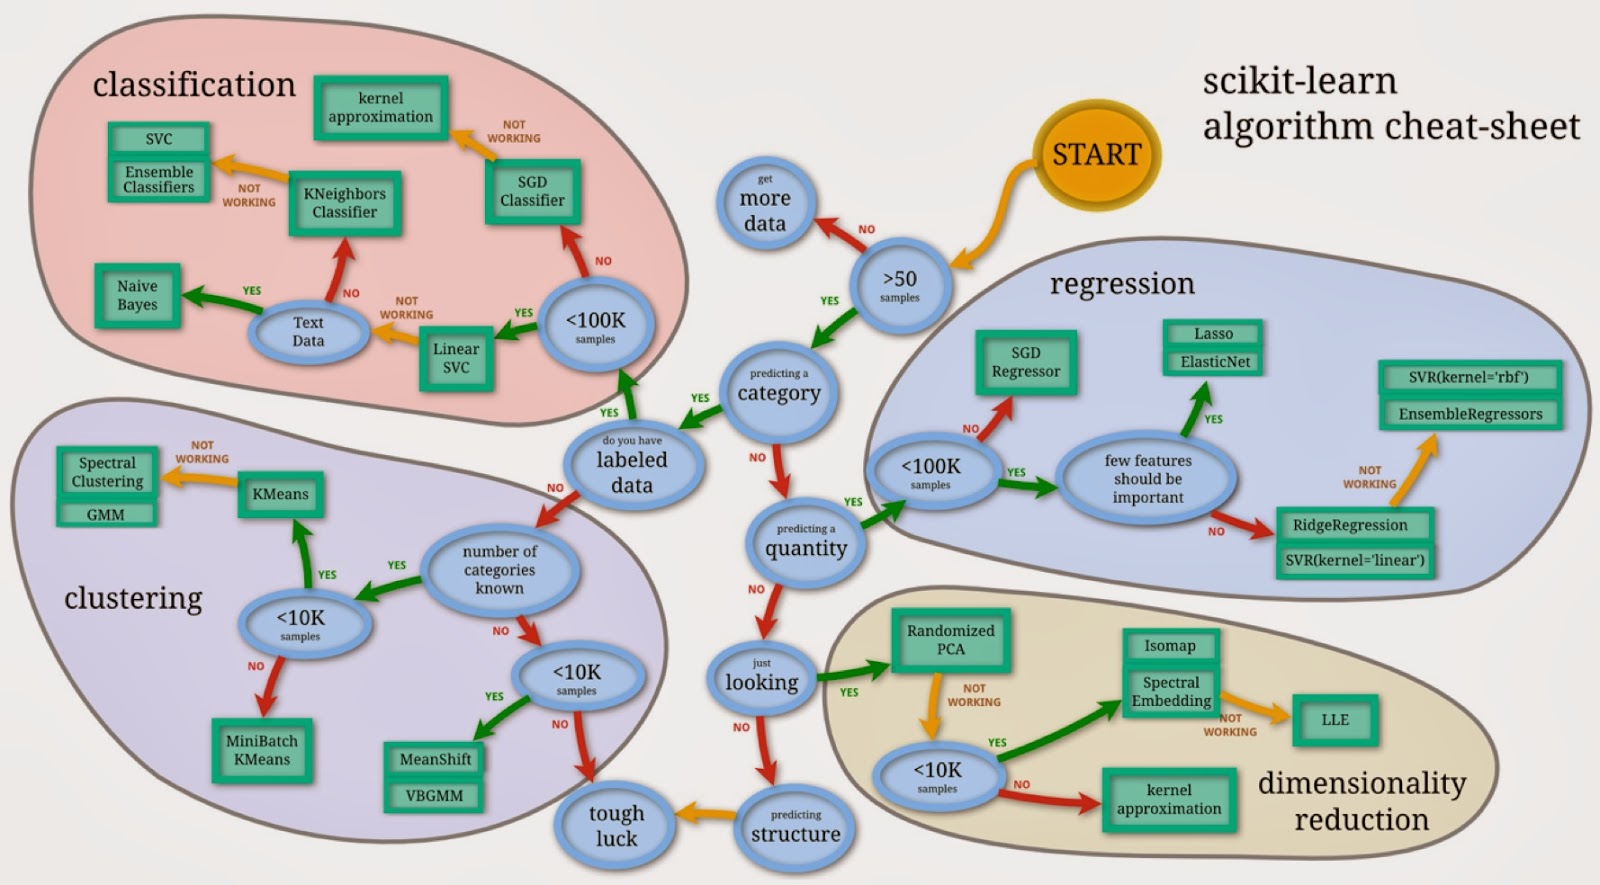 scikit-learn
algorithm cheat-sheet
START
classification
kernel
approximation
NOT
WORKING
SVC
Ensemble
Classifiers
NOT
WORKING
KNeighbors
Classifier
SGD
Classifier
NO
Naive
Bayes
YES
NO
Text
Data
NOT
WORKING
Linear
SVC
YES
<100K
samples
get
more
data
NO
>50
samples
YES
predicting a
category
YES
YES
do you have
labeled
data
NO
NO
predicting a
quantity
YES
NO
just
looking
YES
NO
predicting
structure
tough
luck
regression
SGD
Regressor
NO
<100K
samples
YES
few features
should be
important
YES
Lasso
ElasticNet
SVR(kernel='rbf')
EnsembleRegressors
NOT
WORKING
NO
RidgeRegression
SVR(kernel='linear')
clustering
Spectral
Clustering
GMM
NOT
WORKING
KMeans
YES
<10K
samples
YES
number of
categories
known
NO
NO
MiniBatch
KMeans
<10K
samples
YES
NO
MeanShift
VBGMM
dimensionality
reduction
Randomized
PCA
NOT
WORKING
<10K
samples
YES
NO
Isomap
Spectral
Embedding
NOT
WORKING
LLE
kernel
approximation